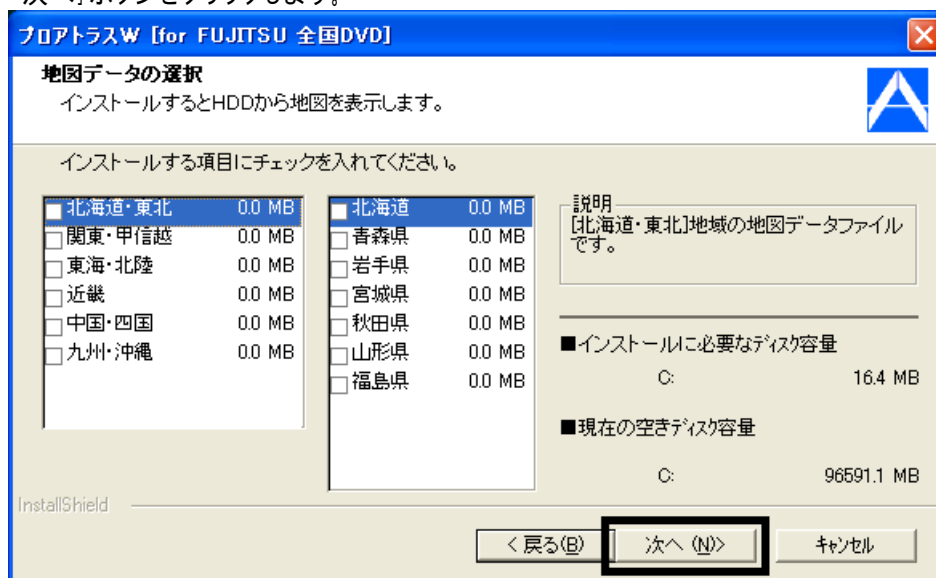 次へ]ボタンをクリックします。
プロアトラスW [for FUJITSU 全国DVD]
地図データの選択
インストールするとHDDから地図を表示します。
インストールする項目にチェックを入れてください。
北海道・東北 0.0 MB
関東・甲信越 0.0 MB
東海・北陸 0.0 MB
近畿 0.0 MB
中国・四国 0.0 MB
九州・沖縄 0.0 MB
北海道 0.0 MB
青森県 0.0 MB
岩手県 0.0 MB
宮城県 0.0 MB
秋田県 0.0 MB
山形県 0.0 MB
福島県 0.0 MB
説明
[北海道・東北]地域の地図データファイル
です。
■インストールに必要なディスク容量
C: 16.4 MB
■現在の空きディスク容量
C: 96591.1 MB
InstallShield
< 戻る(B)
次へ (N)>
キャンセル